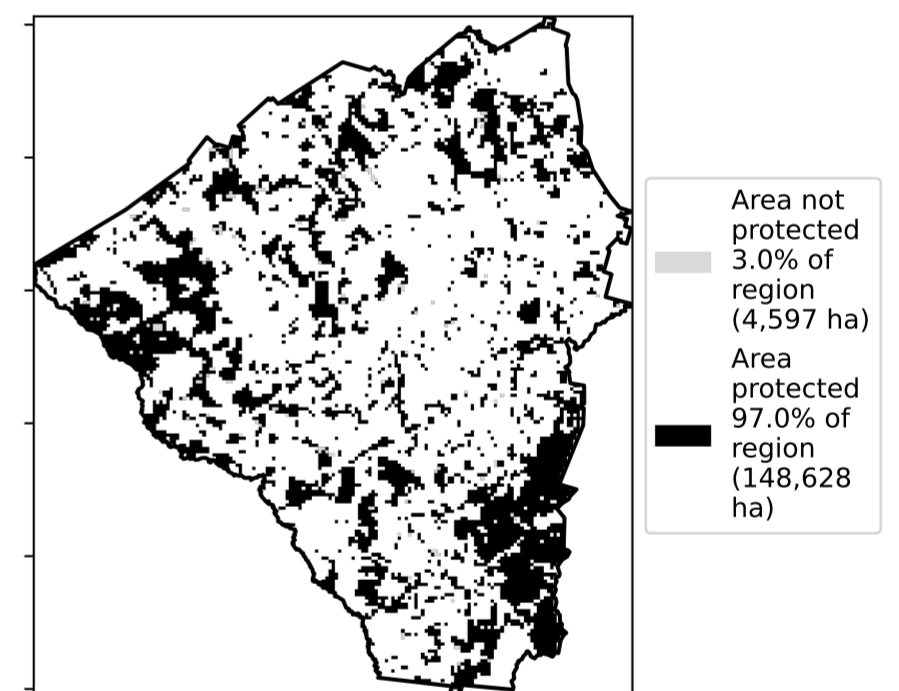 Area not
protected
3.0% of
region
(4,597 ha)
Area
protected
97.0% of
region
(148,628
ha)